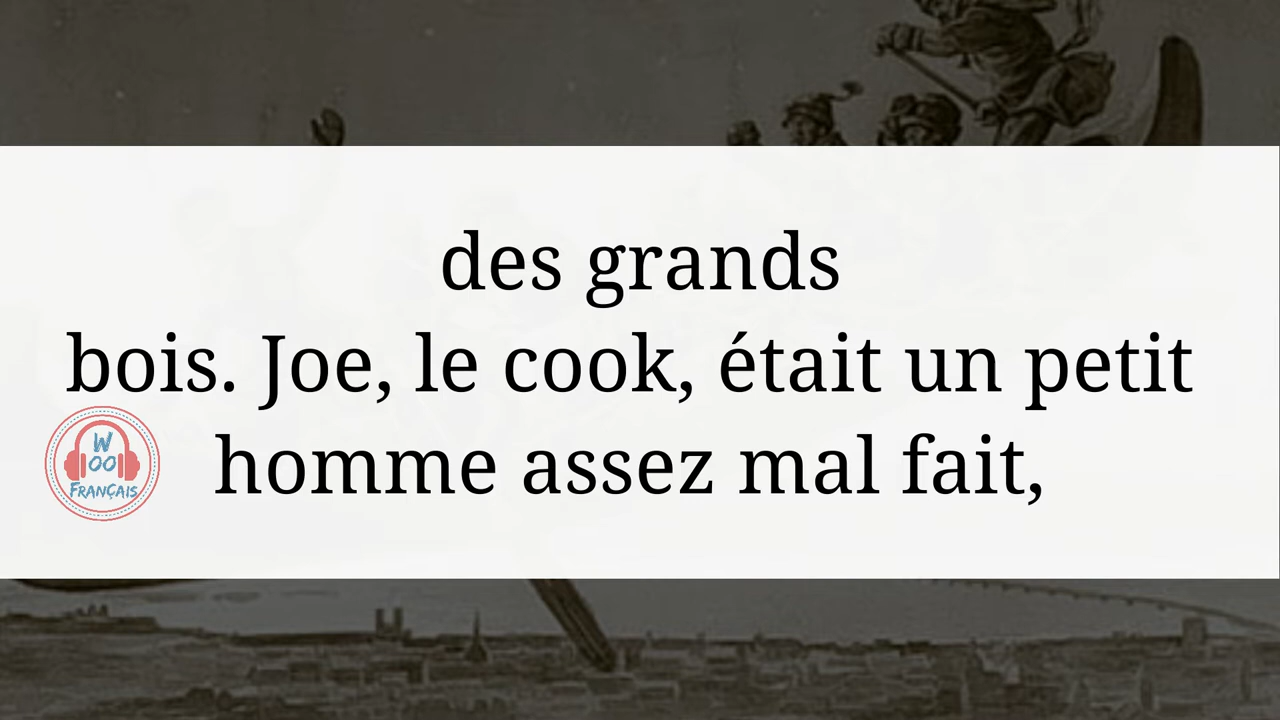 des grands
bois. Joe, le cook, était un petit
homme assez mal fait,
W
OO
FRANÇAIS